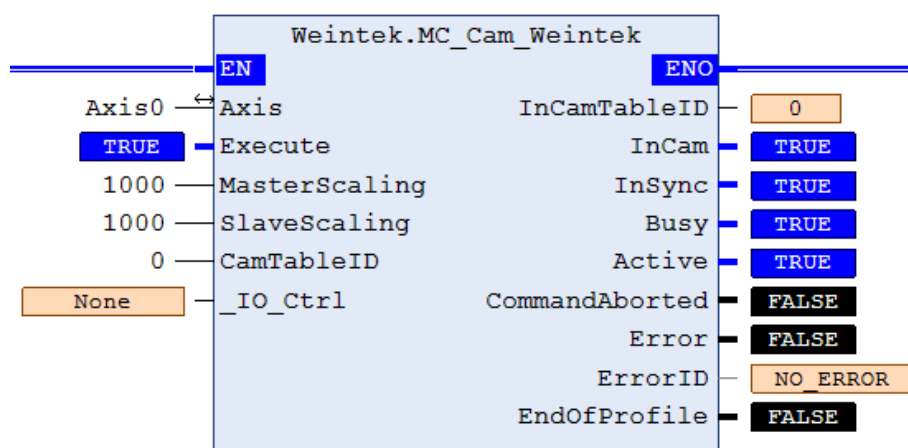 Weintek.MC_Cam_Weintek
EN ENO
Axis0 Axis InCamTableID 0
TRUE Execute InCam TRUE
1000 MasterScaling InSync TRUE
1000 SlaveScaling Busy TRUE
0 CamTableID Active TRUE
None _IO_Ctrl CommandAborted FALSE
Error FALSE
ErrorID NO_ERROR
EndOfProfile FALSE